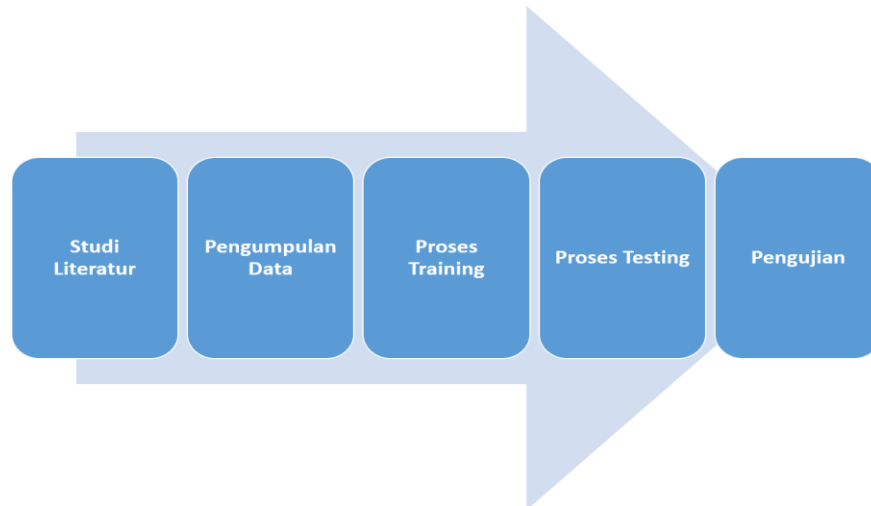 Studi
Literatur
Pengumpulan
Data
Proses
Training
Proses Testing
Pengujian